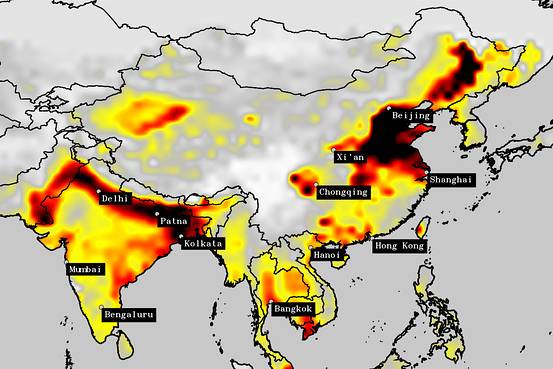 Beijing
Xi'an
Shanghai
Chongqing
Delhi
Patna
Kolkata
Hong Kong
Hanoi
Mumbai
Bangkok
Bengaluru